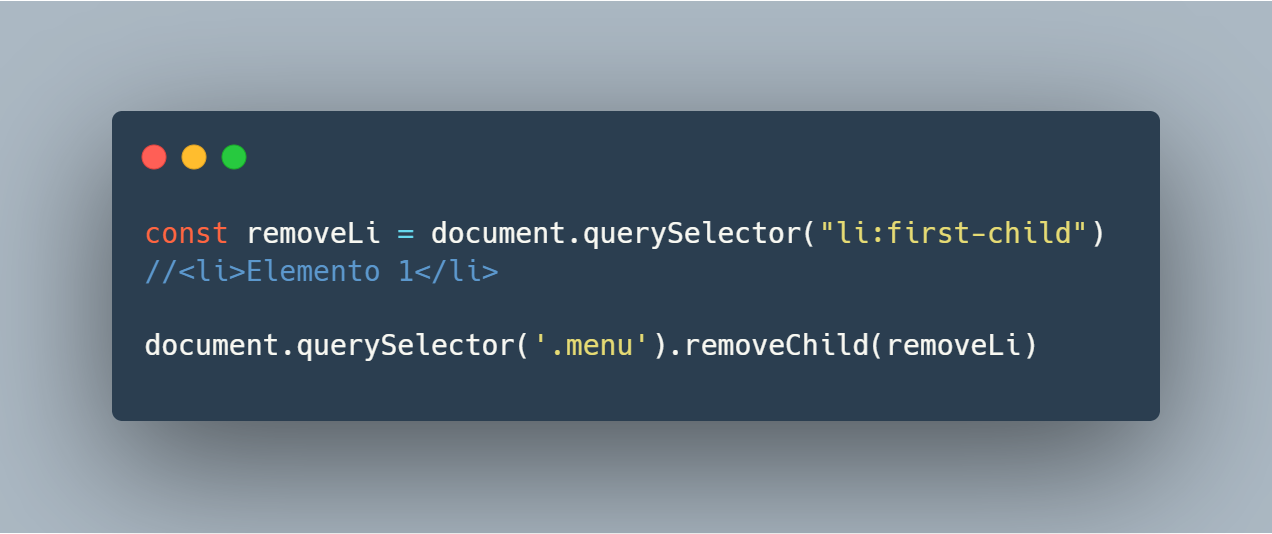 const removeLi = document.querySelector("li:first-child")
//<li>Elemento 1</li>
document.querySelector('.menu').removeChild(removeLi)